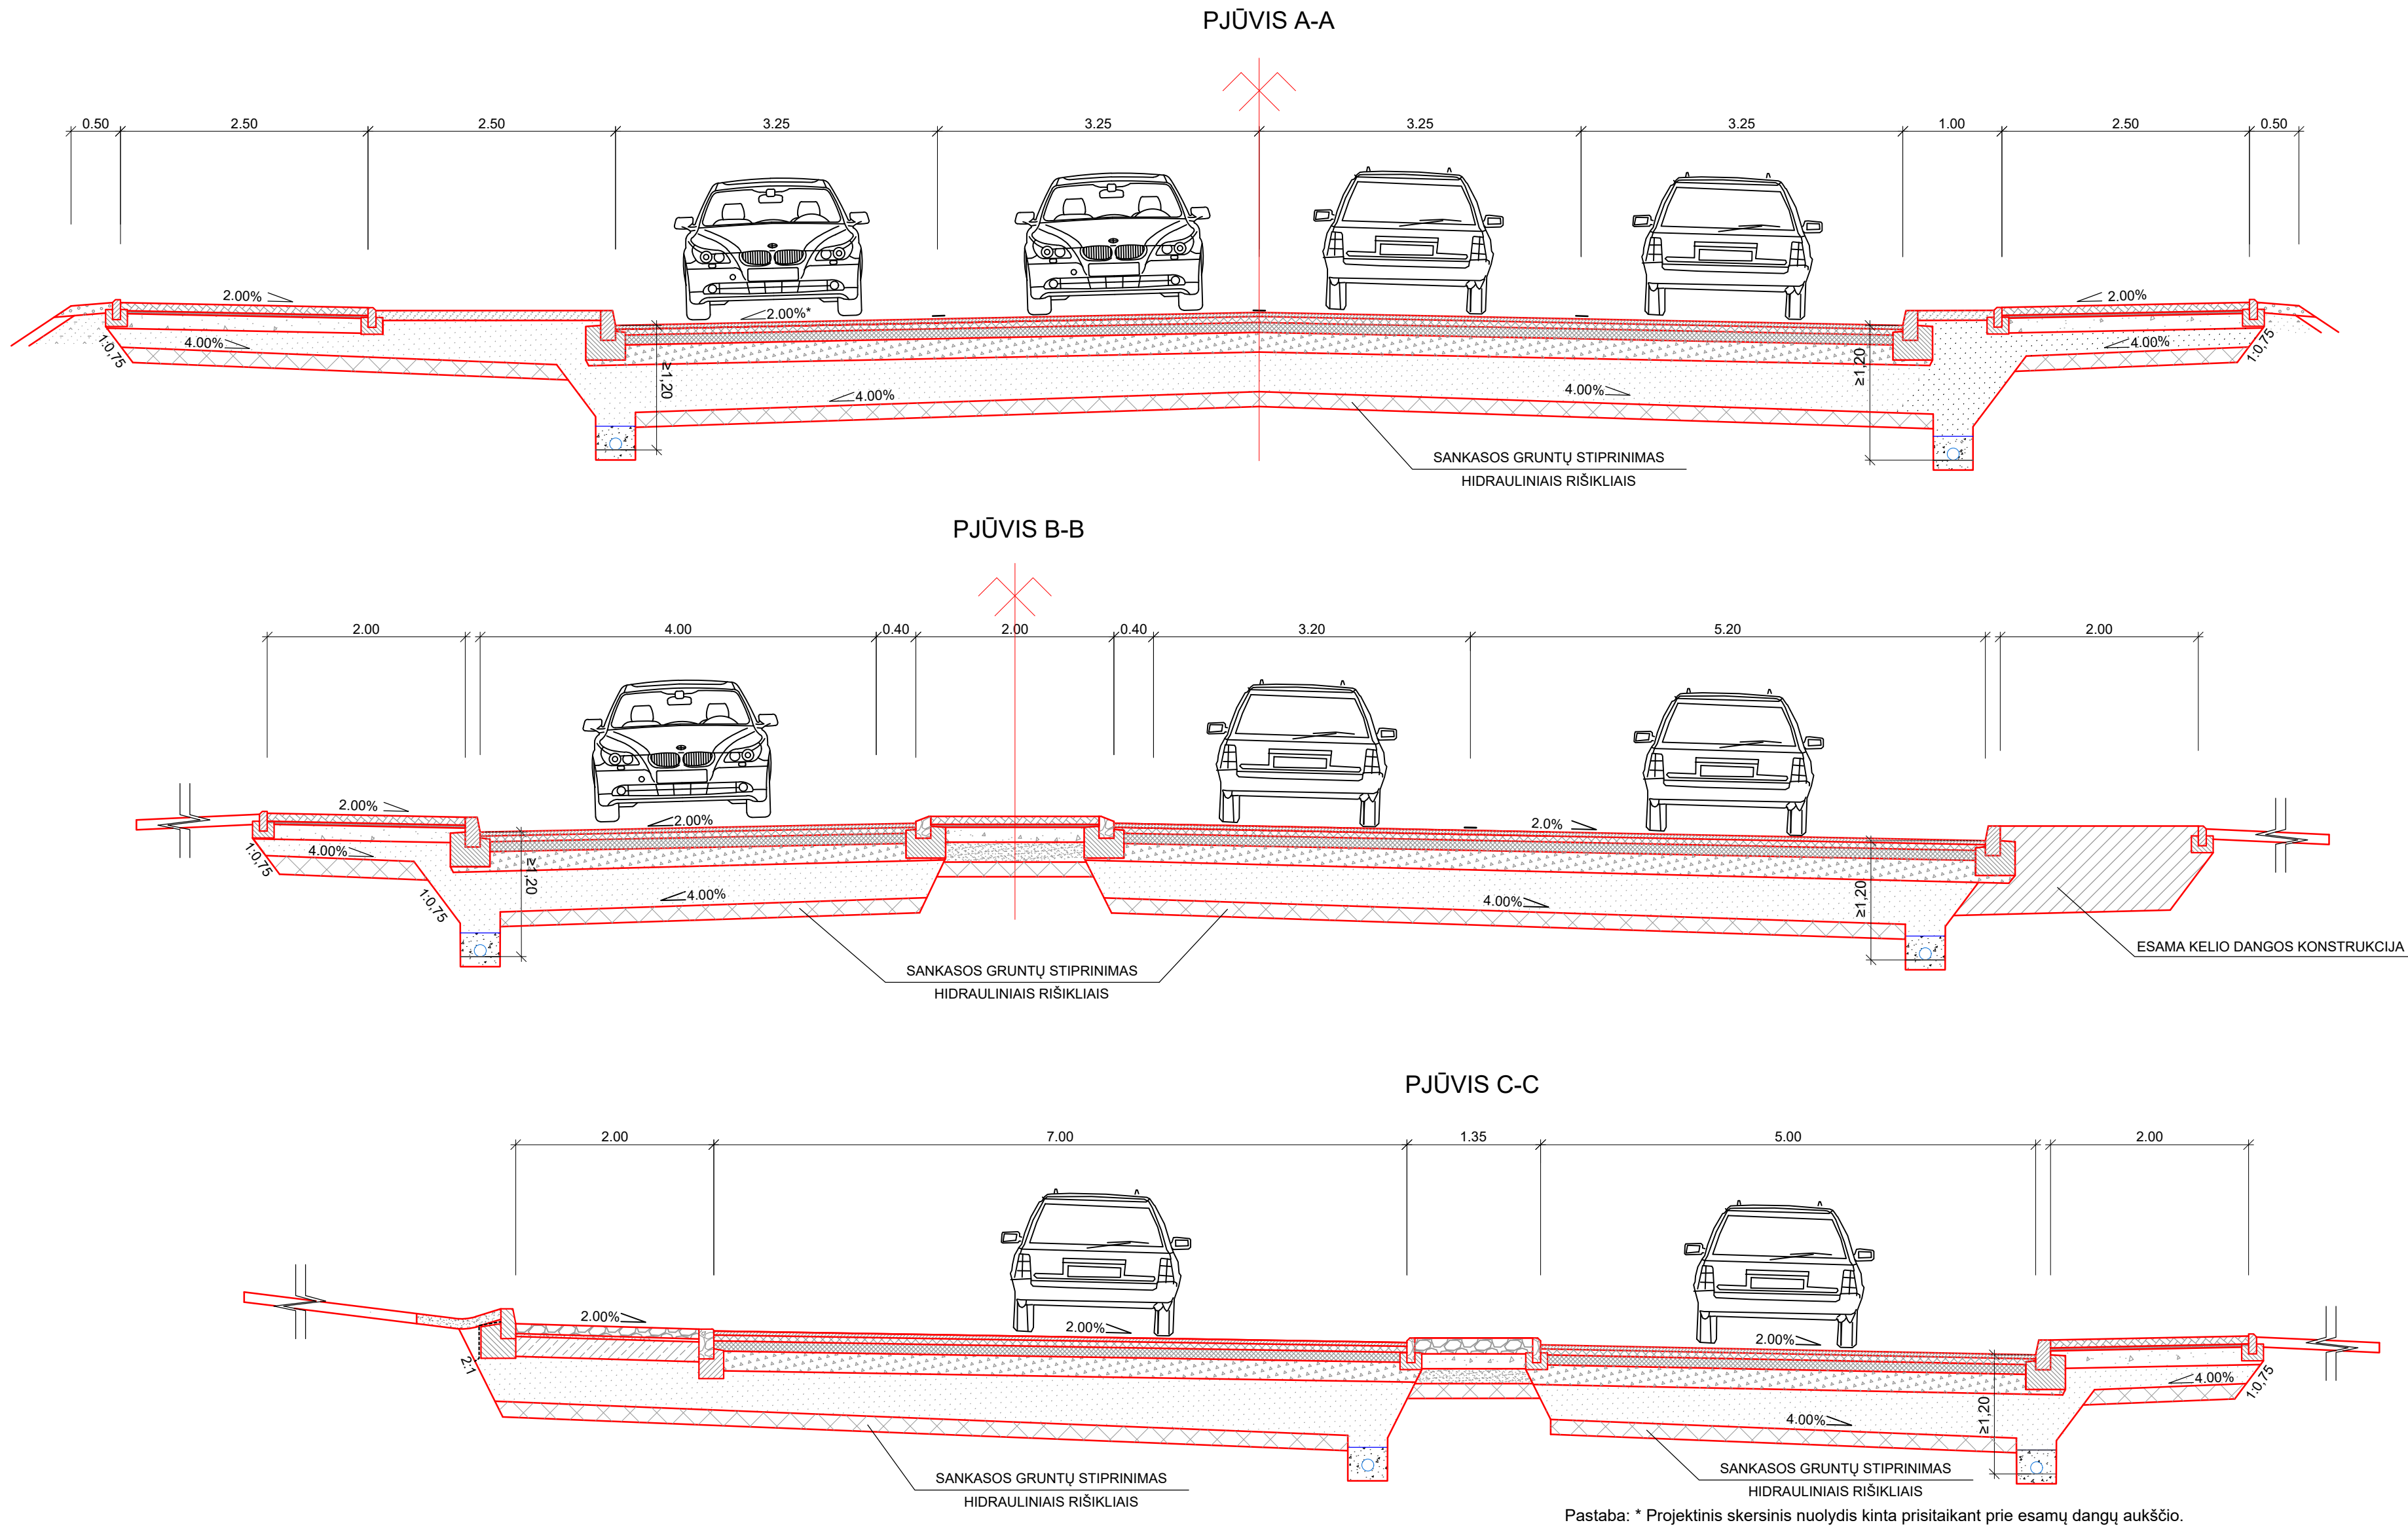 PJŪVIS A-A
0.50 2.50 2.50 3.25 3.25 3.25 3.25 1.00 2.50 0.50
2.00% 2.00%* 2.00%
1:0,75 4.00% ≥1,20 4.00% 4.00% ≥1,20 4.00% 1:0,75
SANKASOS GRUNTŲ STIPRINIMAS
HIDRAULINIAIS RIŠIKLIAIS
PJŪVIS B-B
2.00 4.00 0.40 2.00 0.40 3.20 5.20 2.00
2.00% 2.00% 2.0%
1:0,75 4.00% 1:0,75 ≥1,20 4.00% 4.00% ≥1,20
ESAMA KELIO DANGOS KONSTRUKCIJA
SANKASOS GRUNTŲ STIPRINIMAS
HIDRAULINIAIS RIŠIKLIAIS
PJŪVIS C-C
2.00 7.00 1.35 5.00 2.00
2.00% 2.00% 2.00%
2:1 4.00% ≥1,20 4.00% 1:0,75
SANKASOS GRUNTŲ STIPRINIMAS
HIDRAULINIAIS RIŠIKLIAIS
SANKASOS GRUNTŲ STIPRINIMAS
HIDRAULINIAIS RIŠIKLIAIS
Pastaba: * Projektinis skersinis nuolydis kinta prisitaikant prie esamų dangų aukščio.